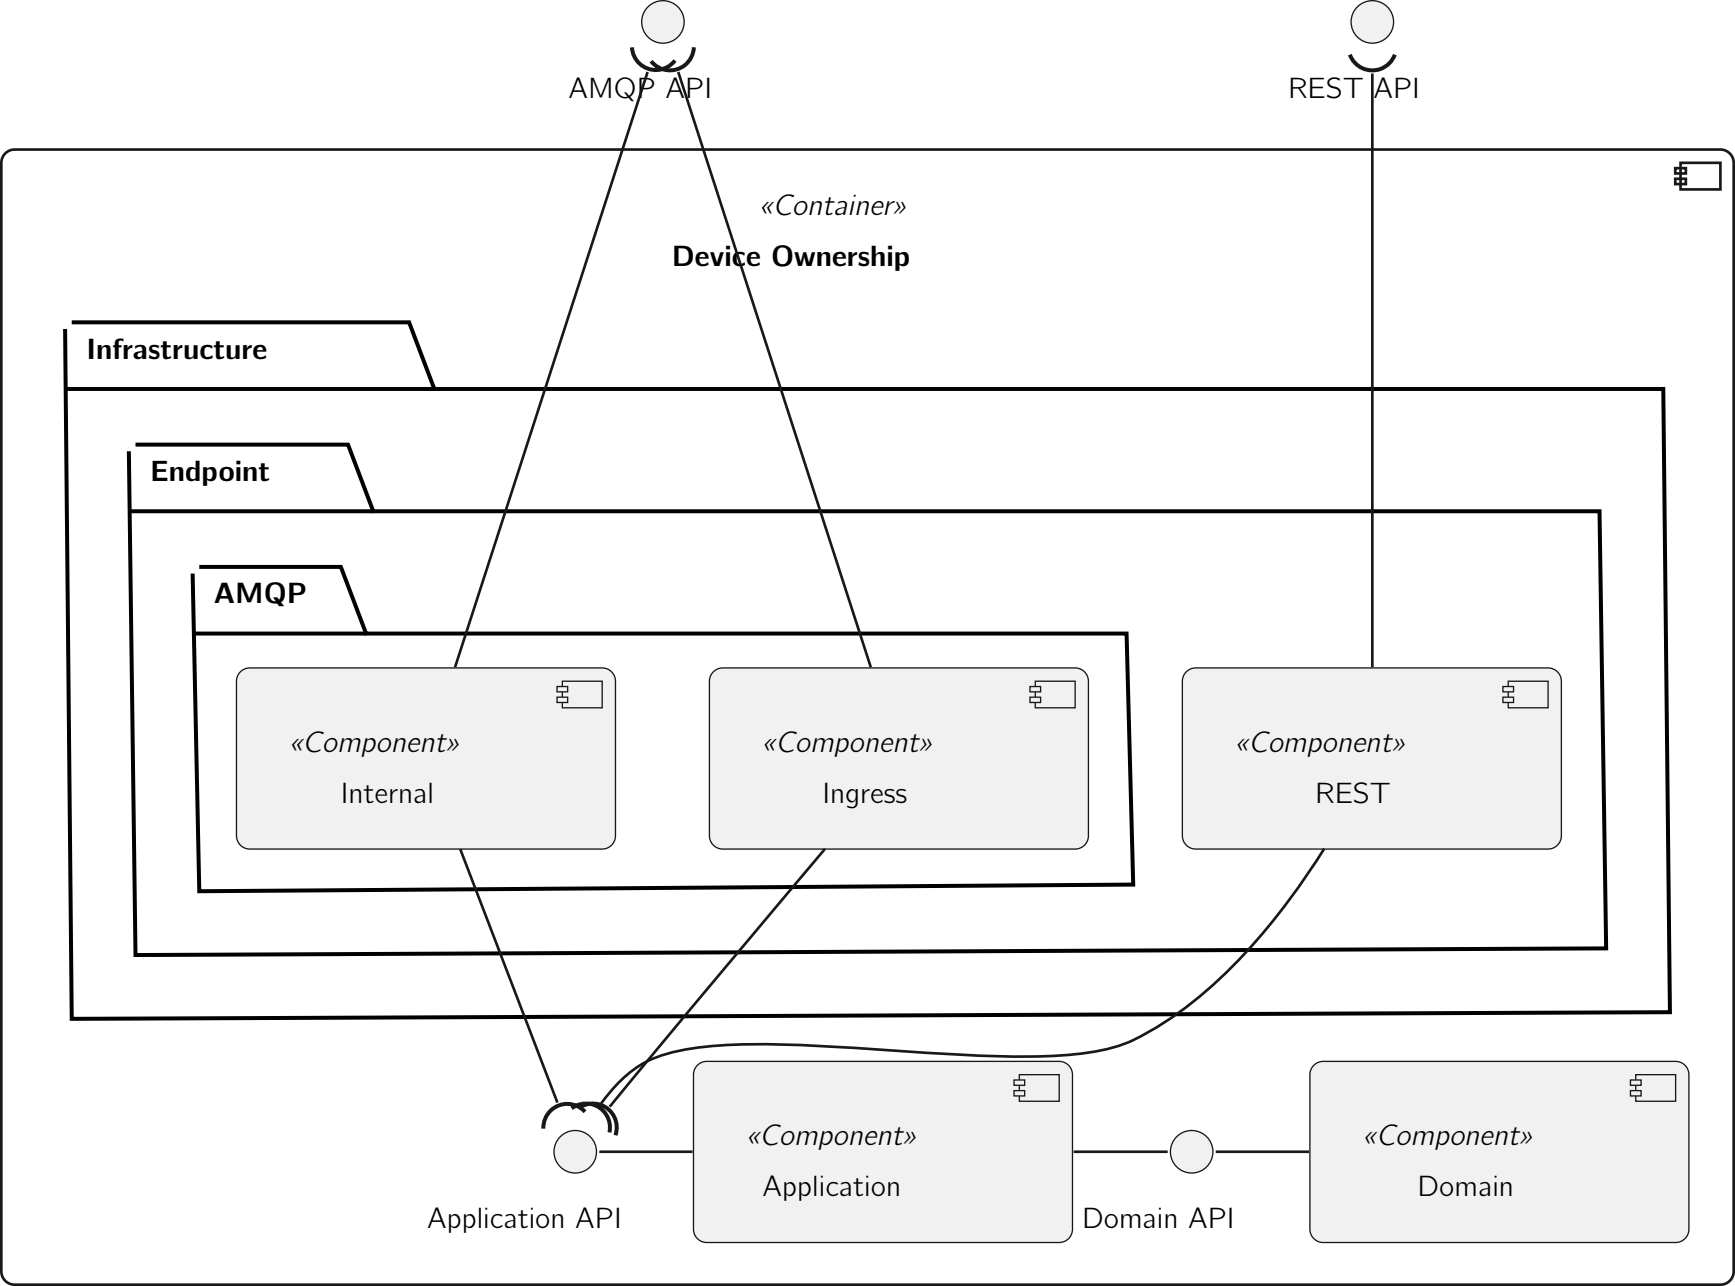 AMQP API
REST API
«Container»
Device Ownership
Infrastructure
Endpoint
AMQP
«Component»
Internal
«Component»
Ingress
«Component»
REST
«Component»
Application
«Component»
Domain
Application API
Domain API